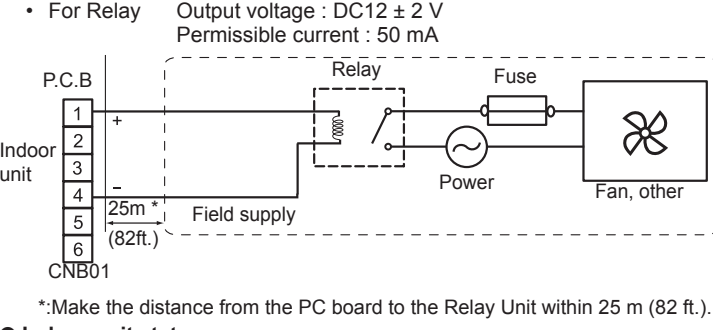 • For Relay Output voltage : DC12 ± 2 V
Permissible current : 50 mA
P.C.B
Relay
Fuse
1
+
Indoor
unit
2
3
4
−
Power
Fan, other
25m *
Field supply
5
(82ft.)
6
CNB01
*:Make the distance from the PC board to the Relay Unit within 25 m (82 ft.).